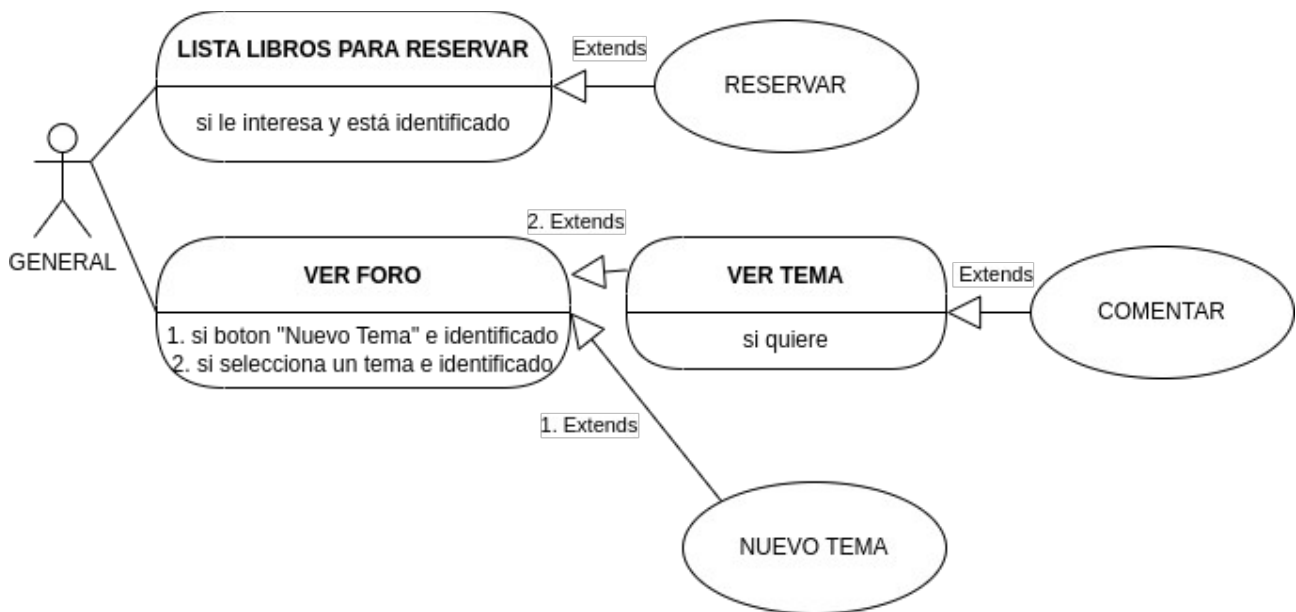 LISTA LIBROS PARA RESERVAR
si le interesa y está identificado
Extends
RESERVAR
GENERAL
VER FORO
1. si boton "Nuevo Tema" e identificado
2. si selecciona un tema e identificado
2. Extends
VER TEMA
si quiere
Extends
COMENTAR
1. Extends
NUEVO TEMA